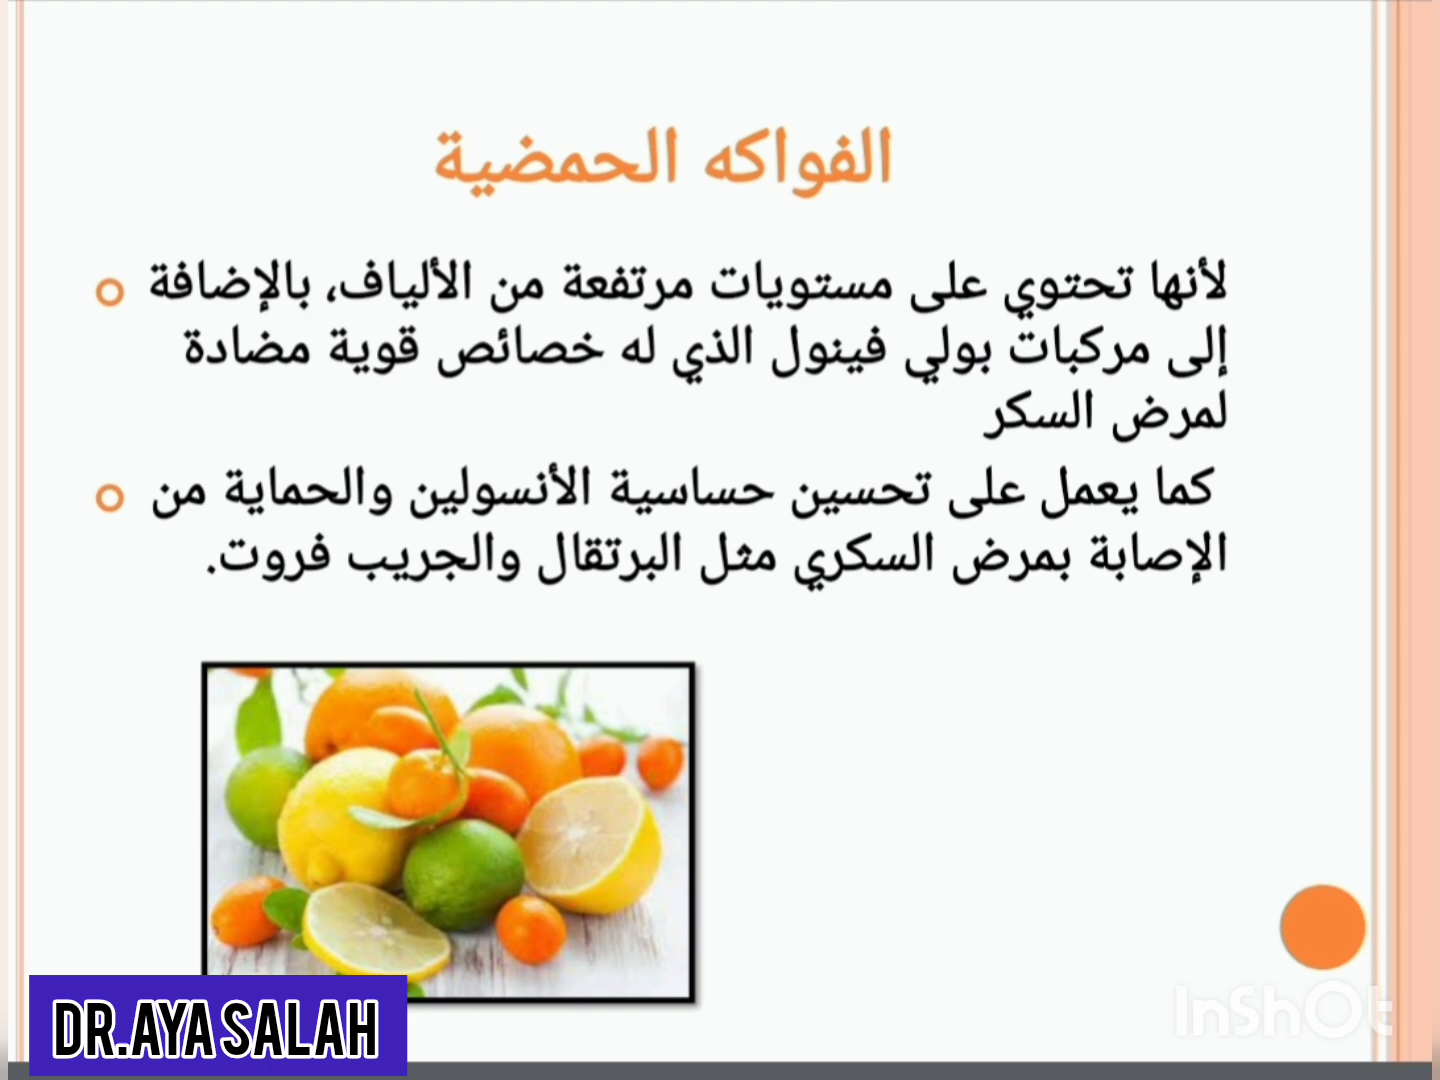 الفواكه الحمضية
لأنها تحتوي على مستويات مرتفعة من الألياف، بالإضافة
إلى مركبات بولي فينول الذي له خصائص قوية مضادة
لمرض السكر
كما يعمل على تحسين حساسية الأنسولين والحماية من
الإصابة بمرض السكري مثل البرتقال والجريب فروت.
DR.AYA SALAH
InShOt